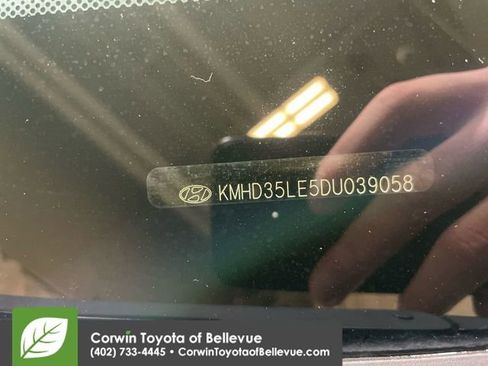 KMHD35LE5DU039058
Corwin Toyota of Bellevue
(402) 733-4445 • CorwinToyotaofBellevue.com